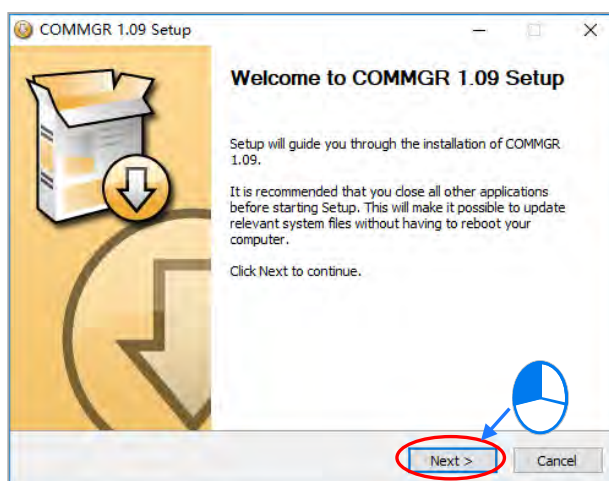 COMMGR 1.09 Setup
Welcome to COMMGR 1.09 Setup
Setup will guide you through the installation of COMMGR
1.09.
It is recommended that you close all other applications
before starting Setup. This will make it possible to update
relevant system files without having to reboot your
computer.
Click Next to continue.
Next >
Cancel